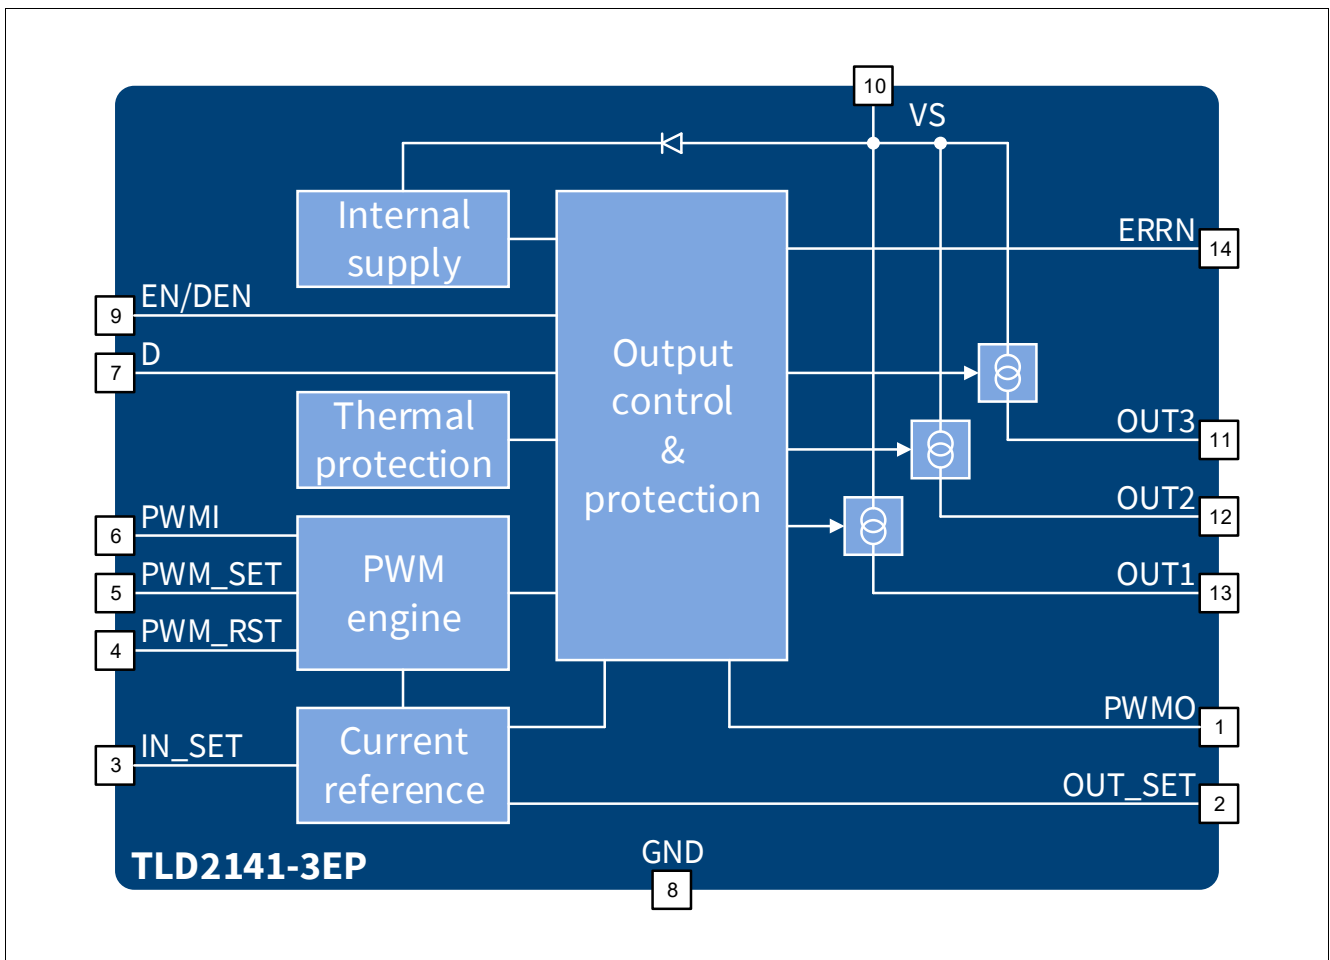 10
VS
Internal
supply
ERRN
14
EN/DEN
9
D
7
Output
control
&
protection
Thermal
protection
OUT3
11
OUT2
12
PWMI
6
PWM_SET
5
PWM_RST
4
PWM
engine
OUT1
13
PWMO
1
IN_SET
3
Current
reference
OUT_SET
2
TLD2141-3EP
GND
8